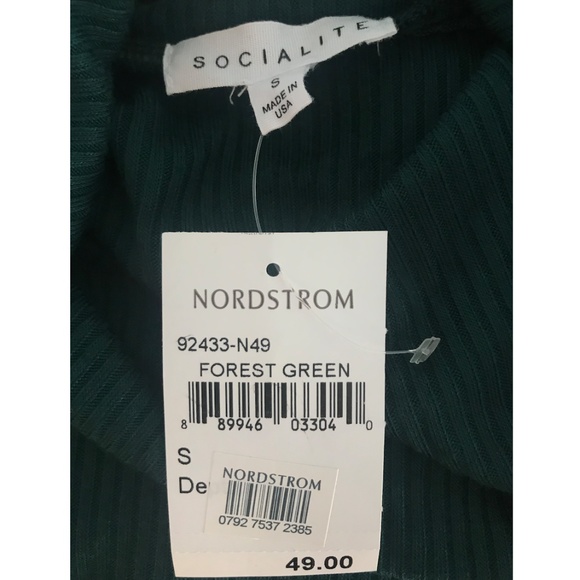 SOCIALITE
S
MADE IN
USA
NORDSTROM
92433-N49
FOREST GREEN
8 89946 03304 0
S
De
NORDSTROM
0792 7537 2385
49.00